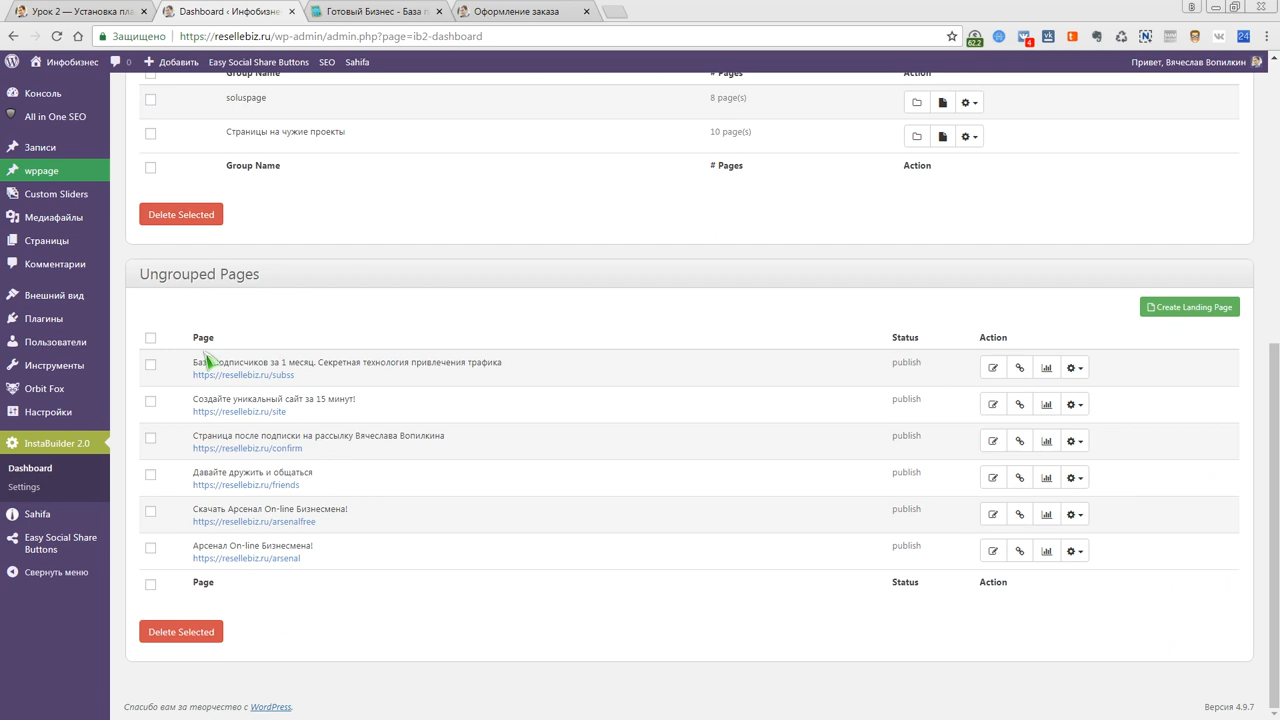 Урок 2 — Установка пла
Dashboard ‹ Инфобизне
Готовый Бизнес - База п
Оформление заказа
Защищено
https://resellebiz.ru/wp-admin/admin.php?page=ib2-dashboard
62.2
4
24
Инфобизнес
0
Добавить
Easy Social Share Buttons
SEO
Sahifa
Привет, Вячеслав Вопилкин
Консоль
All in One SEO
Записи
wppage
Custom Sliders
Медиафайлы
Страницы
Комментарии
Внешний вид
Плагины
Пользователи
Инструменты
Orbit Fox
Настройки
InstaBuilder 2.0
Dashboard
Settings
Sahifa
Easy Social Share
Buttons
Свернуть меню
Group Name
# Pages
Action
soluspage
8 page(s)
Страницы на чужие проекты
10 page(s)
Group Name
# Pages
Action
Delete Selected
Ungrouped Pages
Create Landing Page
Page
Status
Action
подписчиков за 1 месяц. Секретная технология привлечения трафика
publish
https://resellebiz.ru/subss
Создайте уникальный сайт за 15 минут!
publish
https://resellebiz.ru/site
Страница после подписки на рассылку Вячеслава Вопилкина
publish
https://resellebiz.ru/confirm
Давайте дружить и общаться
publish
https://resellebiz.ru/friends
Скачать Арсенал On-line Бизнесмена!
publish
https://resellebiz.ru/arsenalfree
Арсенал On-line Бизнесмена!
publish
https://resellebiz.ru/arsenal
Page
Status
Action
Delete Selected
Спасибо вам за творчество с WordPress.
Версия 4.9.7